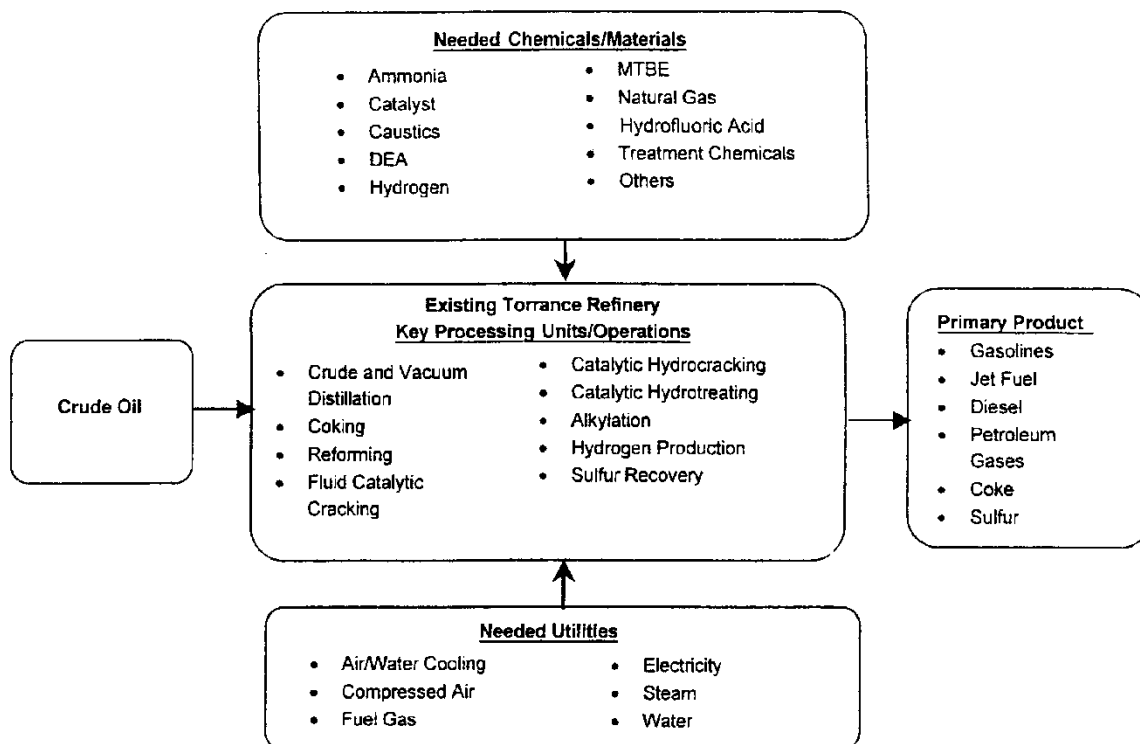 Needed Chemicals/Materials
• Ammonia
• Catalyst
• Caustics
• DEA
• Hydrogen
• MTBE
• Natural Gas
• Hydrofluoric Acid
• Treatment Chemicals
• Others
Crude Oil
Existing Torrance Refinery
Key Processing Units/Operations
• Crude and Vacuum
Distillation
• Coking
• Reforming
• Fluid Catalytic
Cracking
• Catalytic Hydrocracking
• Catalytic Hydrotreating
• Alkylation
• Hydrogen Production
• Sulfur Recovery
Primary Product
• Gasolines
• Jet Fuel
• Diesel
• Petroleum
Gases
• Coke
• Sulfur
Needed Utilities
• Air/Water Cooling
• Compressed Air
• Fuel Gas
• Electricity
• Steam
• Water